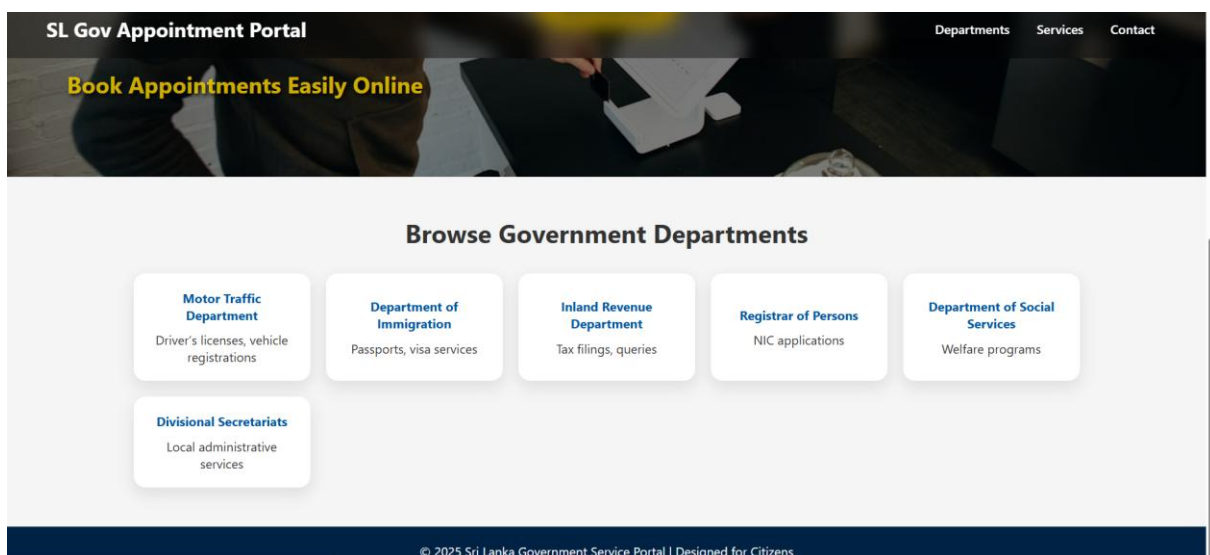 SL Gov Appointment Portal
Departments Services Contact
Book Appointments Easily Online
Browse Government Departments
Motor Traffic
Department
Driver's licenses, vehicle
registrations
Department of
Immigration
Passports, visa services
Inland Revenue
Department
Tax filings, queries
Registrar of Persons
NIC applications
Department of Social
Services
Welfare programs
Divisional Secretariats
Local administrative
services
© 2025 Sri Lanka Government Service Portal | Designed for Citizens